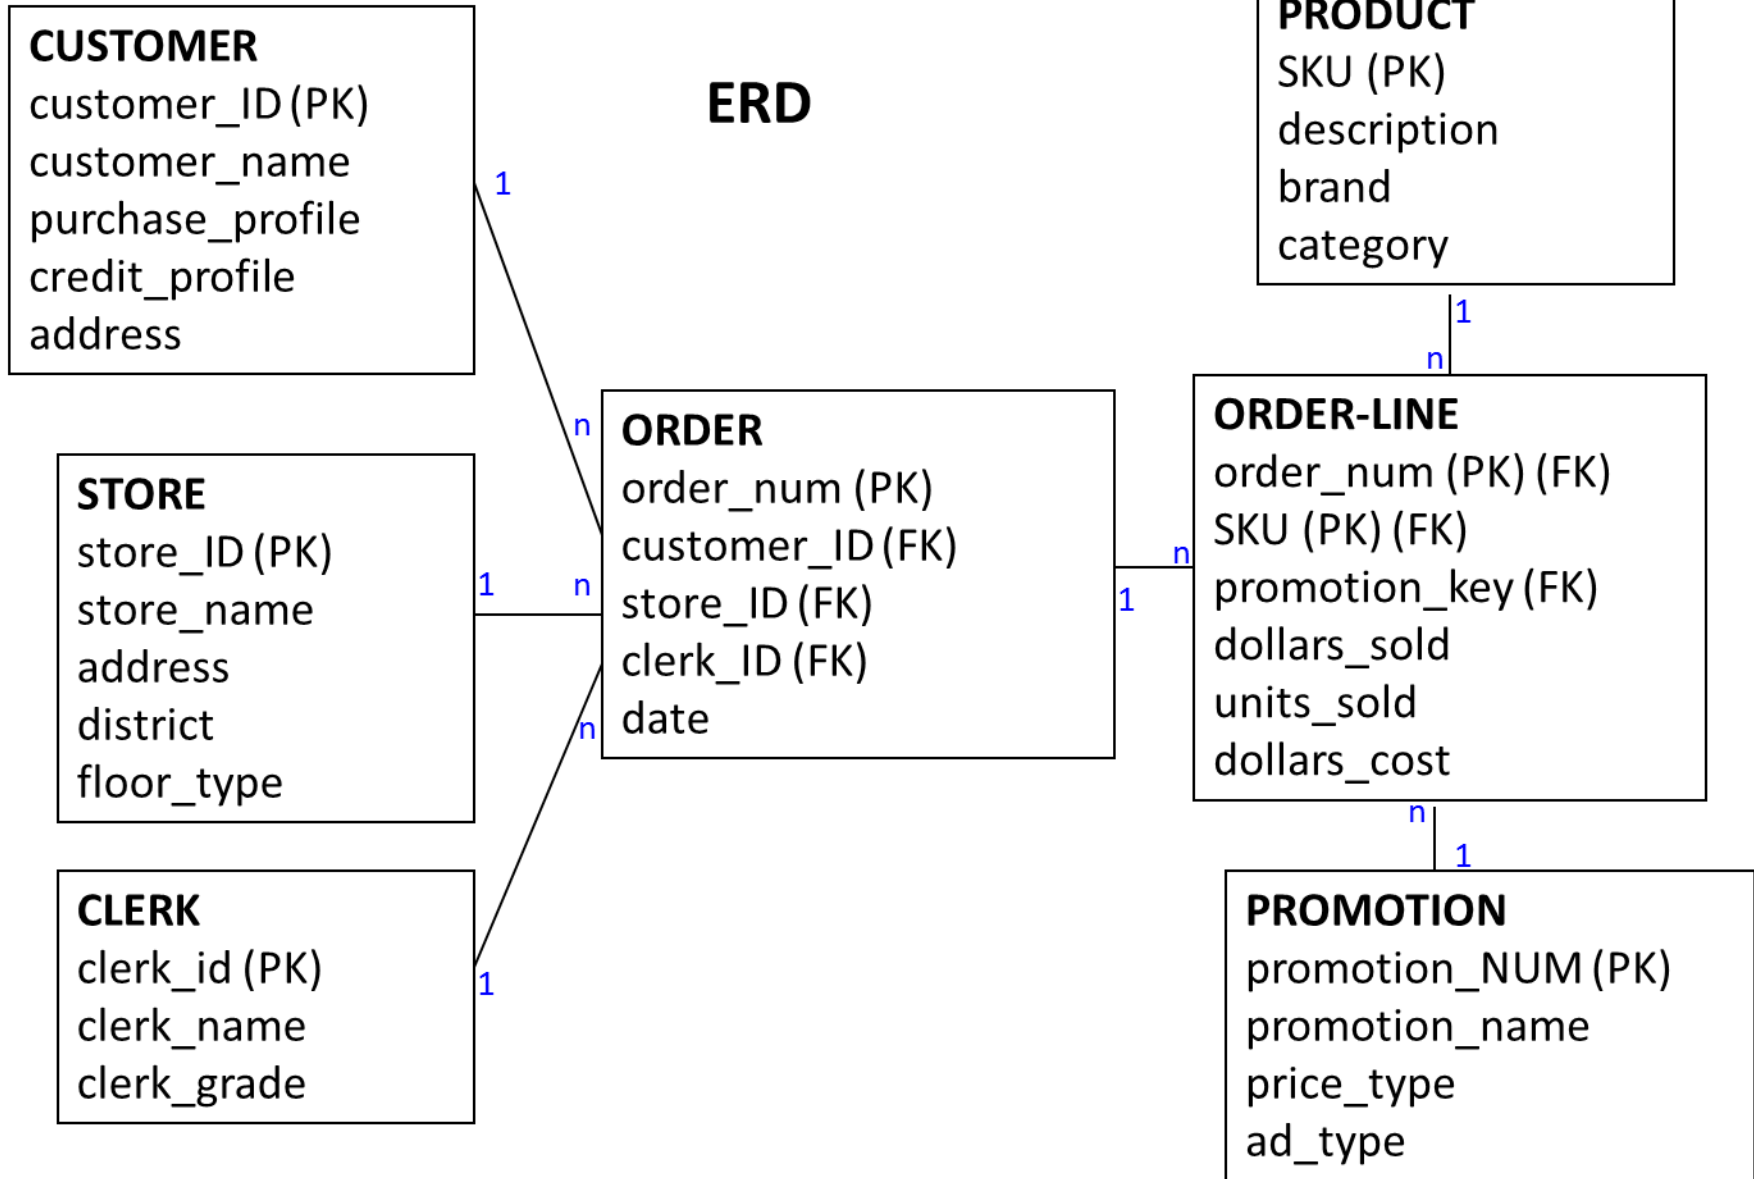 CUSTOMER
customer_ID (PK)
customer_name
purchase_profile
credit_profile
address
ERD
PRODUCT
SKU (PK)
description
brand
category
1
1
n
n
STORE
store_ID (PK)
store_name
address
district
floor_type
1
n
ORDER
order_num (PK)
customer_ID (FK)
store_ID (FK)
clerk_ID (FK)
date
n
1
ORDER-LINE
order_num (PK) (FK)
SKU (PK) (FK)
promotion_key (FK)
dollars_sold
units_sold
dollars_cost
n
n
1
1
CLERK
clerk_id (PK)
clerk_name
clerk_grade
PROMOTION
promotion_NUM (PK)
promotion_name
price_type
ad_type